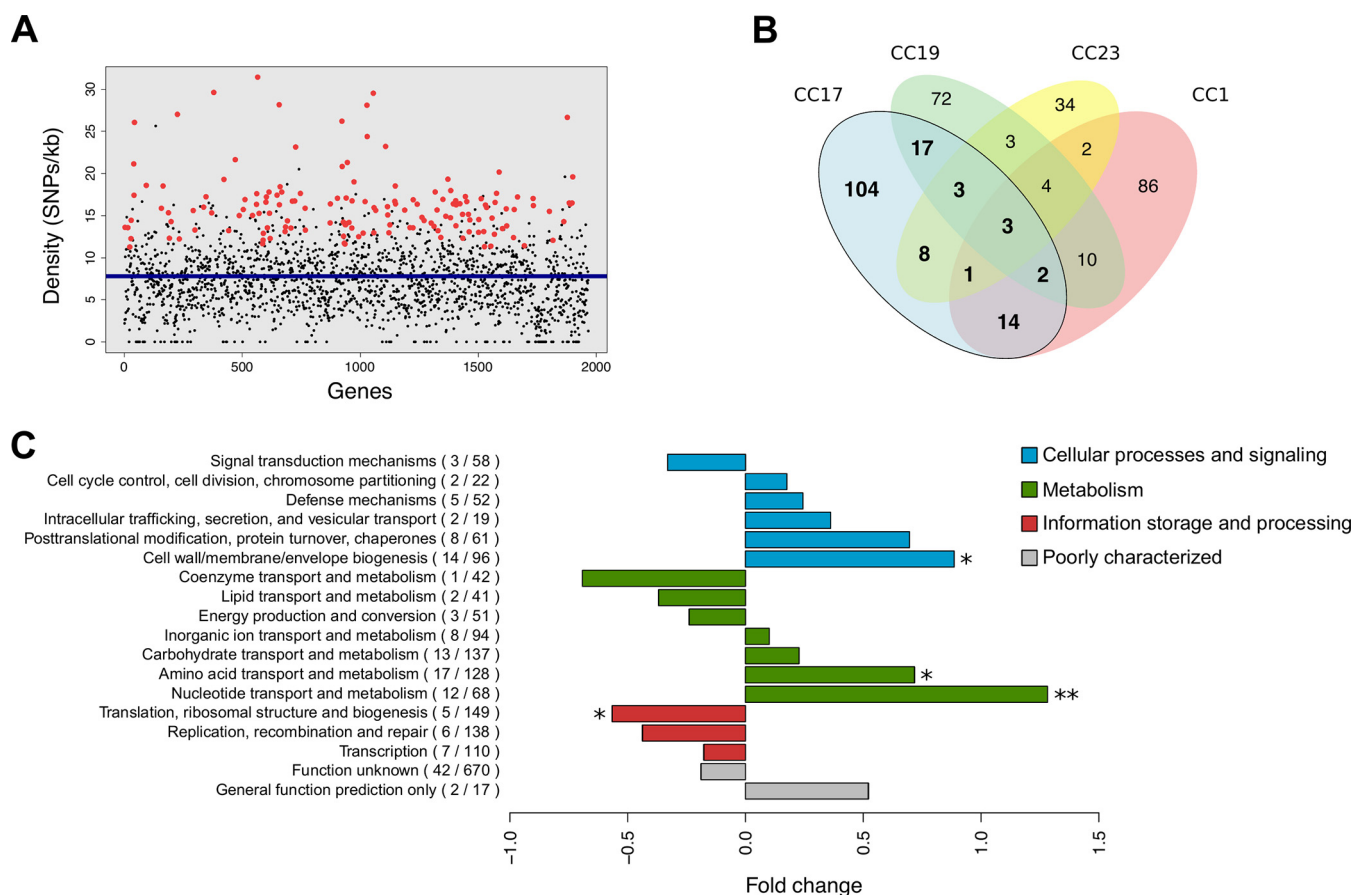 A
Density (SNPs/kb)
30
25
20
15
10
5
0
0 500 1000 1500 2000
Genes
B
CC19 CC23
CC17 CC1
72 34
17 3 2
104 3 4 86
3
8 1 2 10
14
C
Signal transduction mechanisms ( 3 / 58 )
Cell cycle control, cell division, chromosome partitioning ( 2 / 22 )
Defense mechanisms ( 5 / 52 )
Intracellular trafficking, secretion, and vesicular transport ( 2 / 19 )
Posttranslational modification, protein turnover, chaperones ( 8 / 61 )
Cell wall/membrane/envelope biogenesis ( 14 / 96 ) *
Coenzyme transport and metabolism ( 1 / 42 )
Lipid transport and metabolism ( 2 / 41 )
Energy production and conversion ( 3 / 51 )
Inorganic ion transport and metabolism ( 8 / 94 )
Carbohydrate transport and metabolism ( 13 / 137 )
Amino acid transport and metabolism ( 17 / 128 ) *
Nucleotide transport and metabolism ( 12 / 68 ) **
Translation, ribosomal structure and biogenesis ( 5 / 149 ) *
Replication, recombination and repair ( 6 / 138 )
Transcription ( 7 / 110 )
Function unknown ( 42 / 670 )
General function prediction only ( 2 / 17 )
-1.0 -0.5 0.0 0.5 1.0 1.5
Fold change
Cellular processes and signaling
Metabolism
Information storage and processing
Poorly characterized